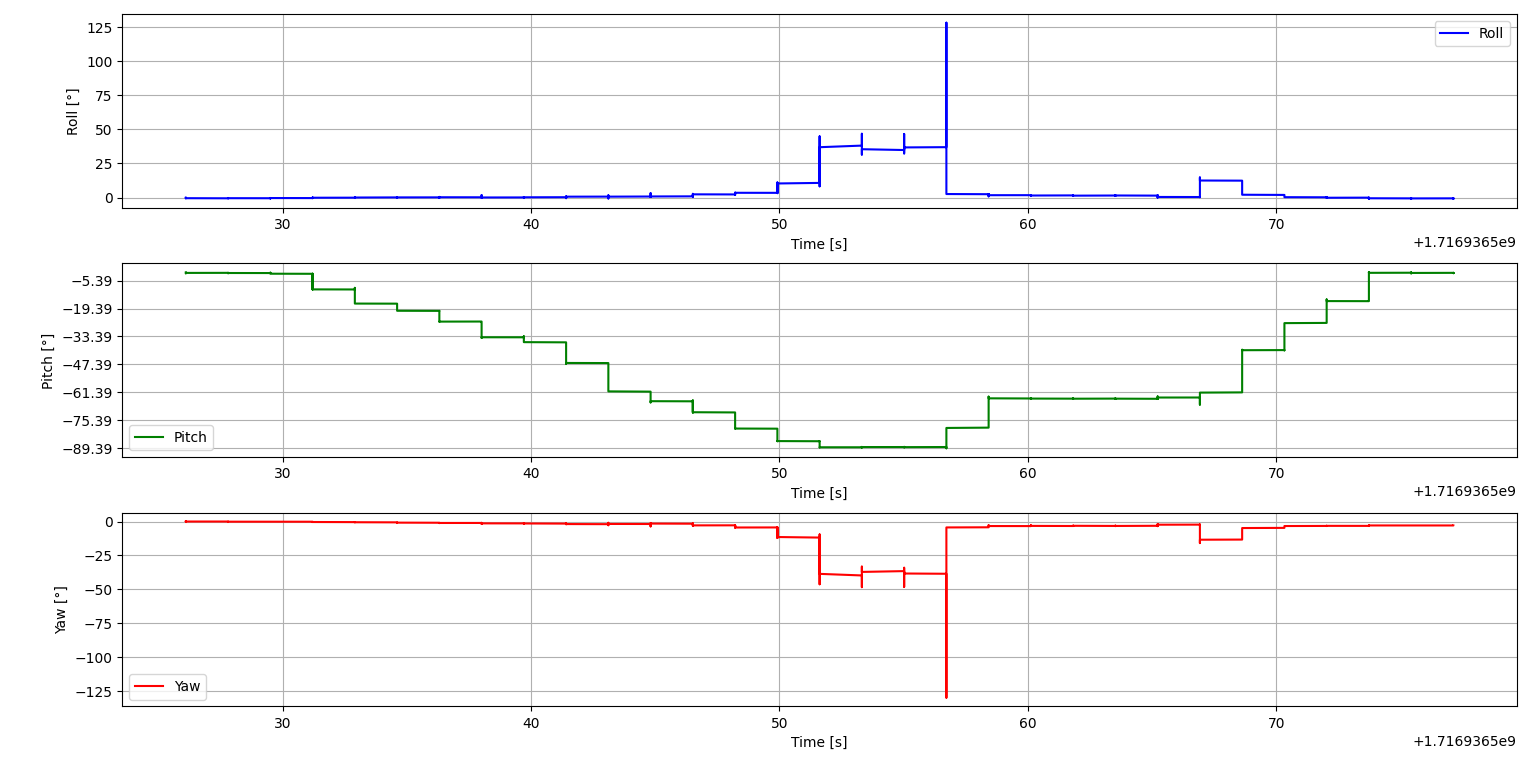 125
100
75
50
25
0
Roll [°]
Roll
30 40 50 60 70
Time [s]
+1.7169365e9
−5.39
−19.39
−33.39
−47.39
−61.39
−75.39
−89.39
Pitch [°]
Pitch
30 40 50 60 70
Time [s]
+1.7169365e9
0
−25
−50
−75
−100
−125
Yaw [°]
Yaw
30 40 50 60 70
Time [s]
+1.7169365e9